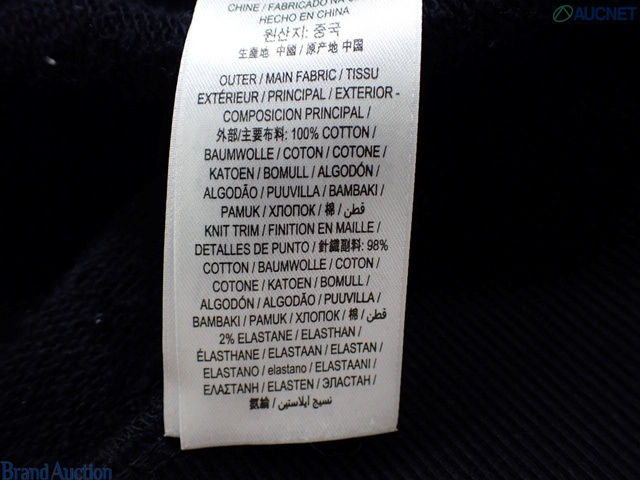 CHINE / FABRICADO NA
HECHO EN CHINA
원산지: 중국
生產地 中國 / 原产地 中国
OUTER / MAIN FABRIC / TISSU
EXTÉRIEUR / PRINCIPAL / EXTERIOR -
COMPOSICION PRINCIPAL /
外部/主要布料: 100% COTTON /
BAUMWOLLE / COTON / COTONE /
KATOEN / BOMULL / ALGODÓN /
ALGODÃO / PUUVILLA / BAMBAKI /
PAMUK / ХЛОПОК / 棉 / قطن /
KNIT TRIM / FINITION EN MAILLE /
DETALLES DE PUNTO / 針織副料: 98%
COTTON / BAUMWOLLE / COTON /
COTONE / KATOEN / BOMULL /
ALGODÓN / ALGODÃO / PUUVILLA /
BAMBAKI / PAMUK / ХЛОПОК / 棉 / قطن /
2% ELASTANE / ELASTHAN /
ÉLASTHANE / ELASTAAN / ELASTAN /
ELASTANO / elastano / ELASTAANI /
ΕΛΑΣΤΑΝΗ / ELASTEN / ЭЛАСТАН /
氨綸 / نسيج ايلاستين /
AUCNET
Brand Auction